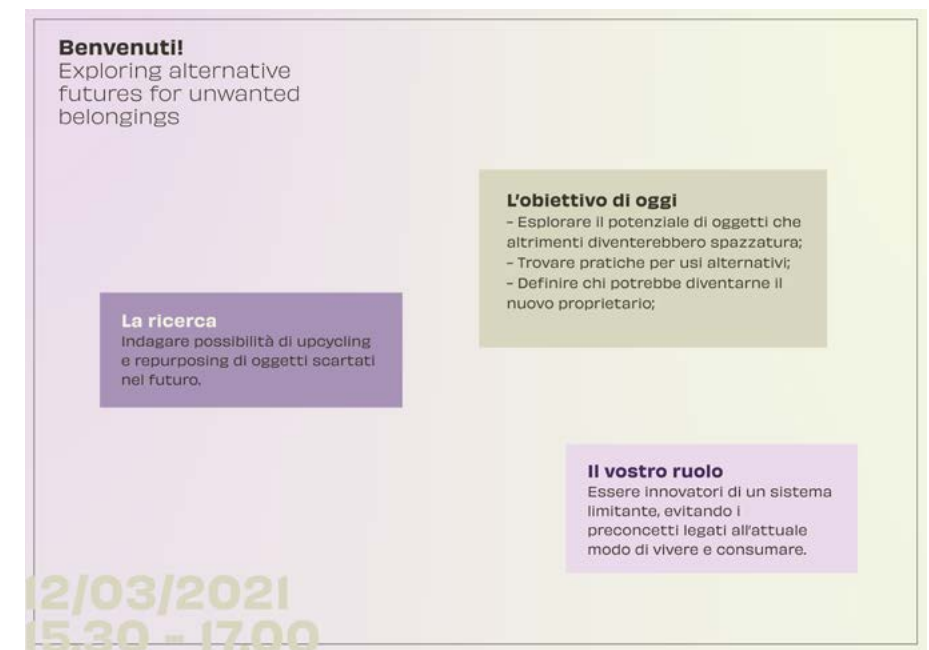 Benvenuti!
Exploring alternative
futures for unwanted
belongings
L'obiettivo di oggi
- Esplorare il potenziale di oggetti che
altrimenti diventerebbero spazzatura;
- Trovare pratiche per usi alternativi;
- Definire chi potrebbe diventarne il
nuovo proprietario;
La ricerca
Indagare possibilità di upcycling
e repurposing di oggetti scartati
nel futuro.
Il vostro ruolo
Essere innovatori di un sistema
limitante, evitando i
preconcetti legati all'attuale
modo di vivere e consumare.
12/03/2021
15.30 - 17.00